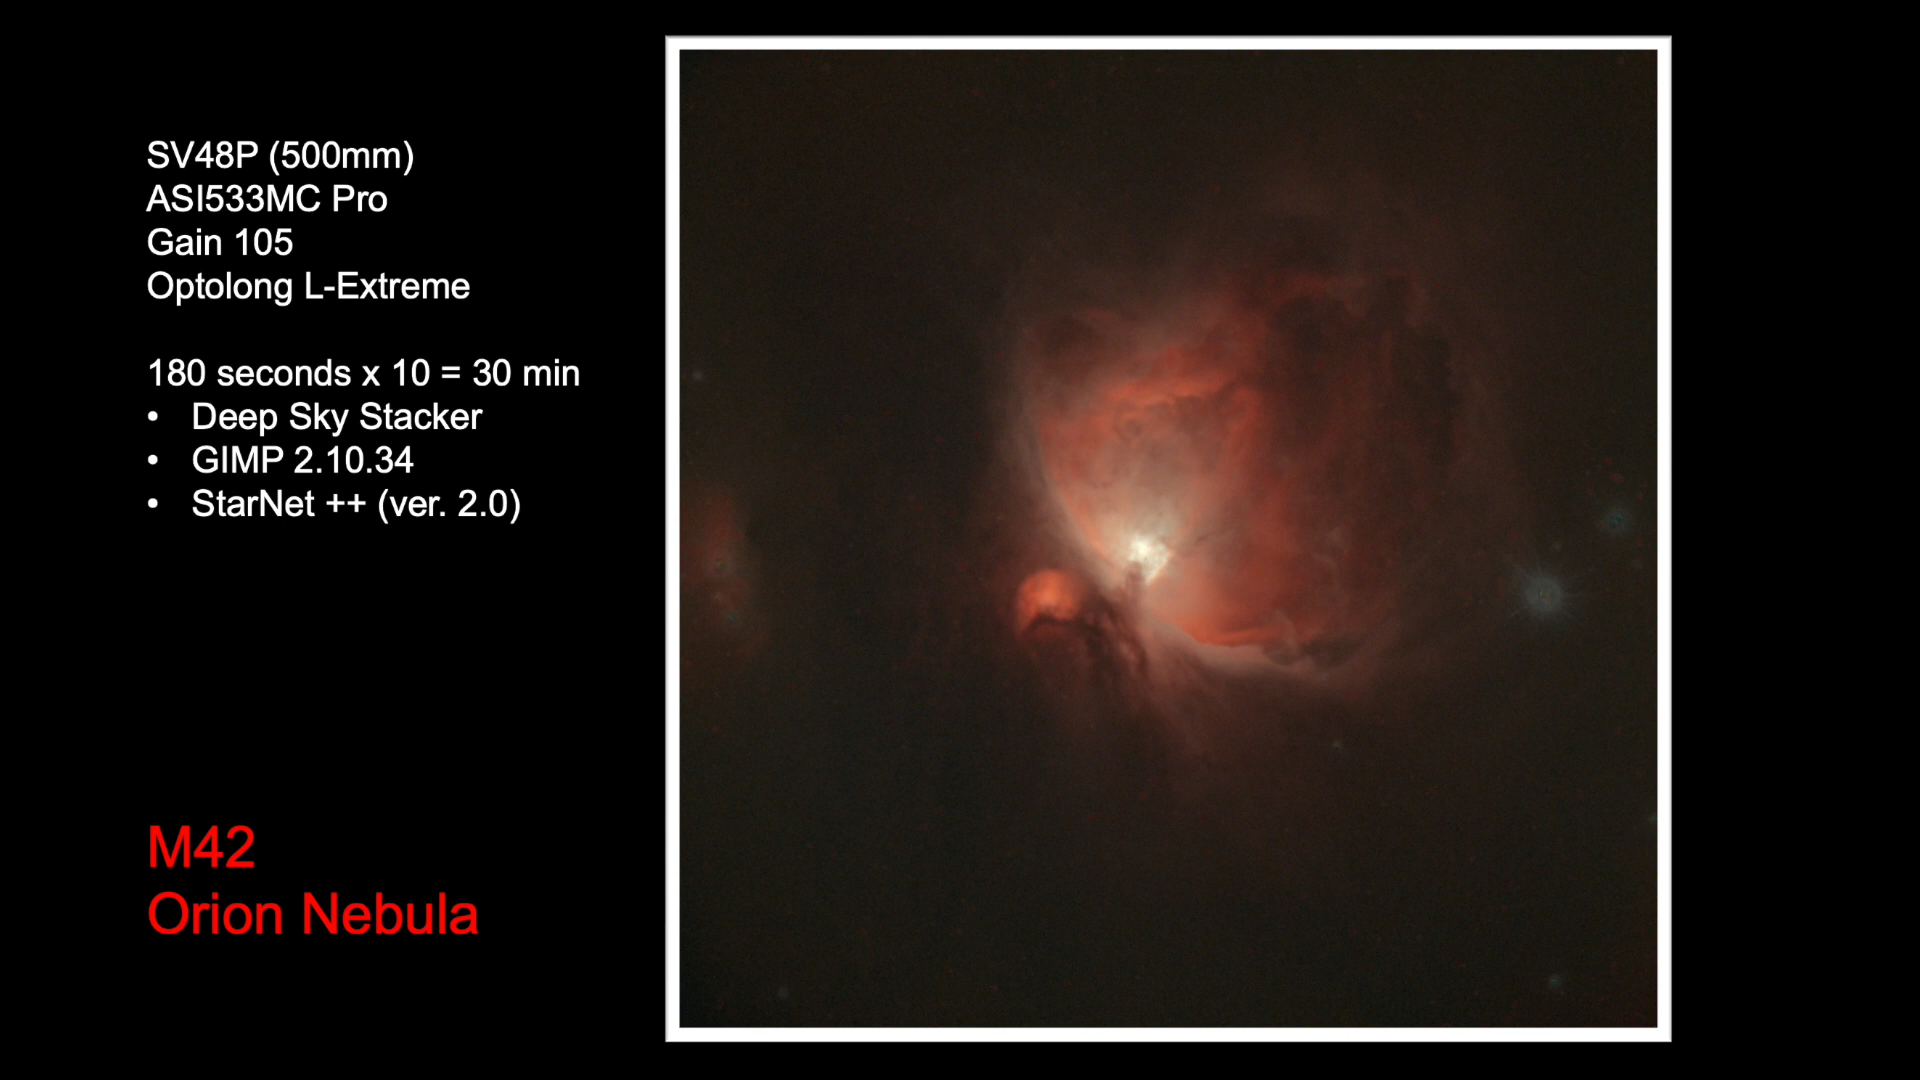 SV48P (500mm)
ASI533MC Pro
Gain 105
Optolong L-Extreme
180 seconds x 10 = 30 min
• Deep Sky Stacker
• GIMP 2.10.34
• StarNet ++ (ver. 2.0)
M42
Orion Nebula